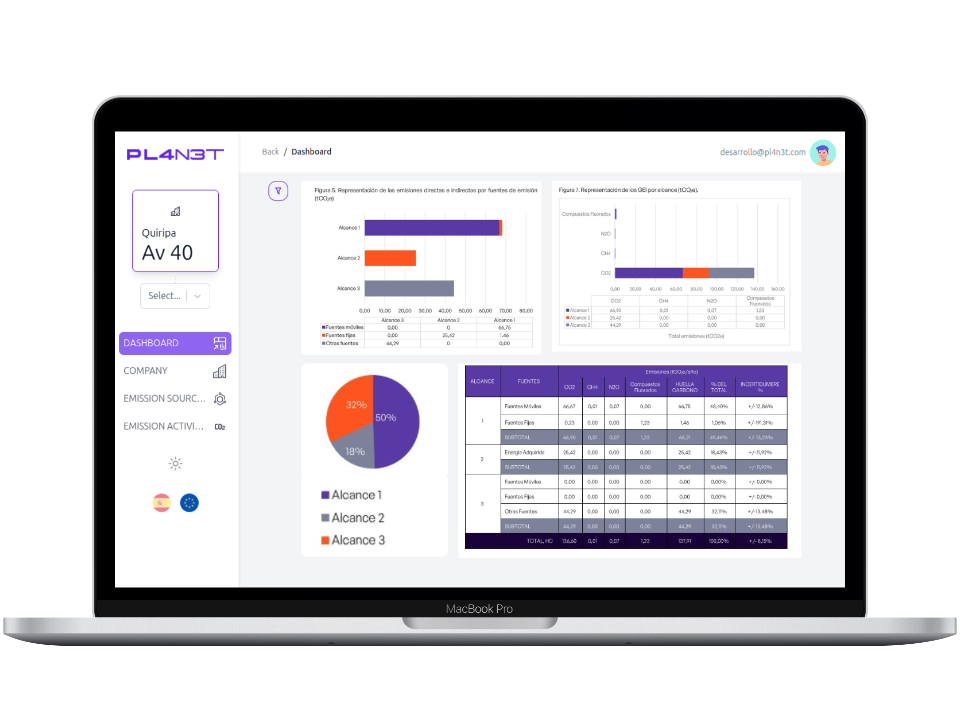 PL4N3T
Back / Dashboard
desarrollo@pl4n3t.com
Quiripa
Av 40
Select...
DASHBOARD
COMPANY
EMISSION SOURC...
EMISSION ACTIVI...
CO₂
Figura 5. Representación de las emisiones directas e indirectas por fuentes de emisión
(tCO₂e)
Alcance 1
Alcance 2
Alcance 3
0,00 10,00 20,00 30,00 40,00 50,00 60,00 70,00 80,00
Alcance 3 Alcance 2 Alcance 1
Fuentes móviles 0,00 0 66,75
Fuentes fijas 0,00 25,42 1,46
Otras fuentes 44,29 0 0,00
Figura 7. Representación de los GEI por alcance (tCO₂e).
Compuestos Fluorados
N2O
CH4
CO2
0,00 20,00 40,00 60,00 80,00 100,00 120,00 140,00 160,00
CO2 CH4 N2O Compuestos
Fluorados
Alcance 1 66,92 0,01 0,07 1,23
Alcance 2 25,42 0,00 0,00 0,00
Alcance 3 44,29 0,00 0,00 0,00
Total emisiones (tCO2e)
32%
50%
18%
Alcance 1
Alcance 2
Alcance 3
ALCANCE FUENTES Emisiones (tCO₂e/año)
CO2 CH4 N2O Compuestos
Fluorados HUELLA
CARBONO % DEL
TOTAL INCERTIDUMBRE
%
1
Fuentes Móviles 66,67 0,01 0,07 0,00 66,75 48,40% +/-12,86%
Fuentes Fijas 0,23 0,00 0,00 1,23 1,46 1,06% +/-91,31%
SUBTOTAL 66,90 0,01 0,07 1,23 68,21 49,46%
2
Energía Adquirida 25,42 0,00 0,00 0,00 25,42 18,43% +/-11,92%
SUBTOTAL 25,42 0,00 0,00 0,00 25,42 18,43% +/-11,92%
3
Fuentes Móviles 0,00 0,00 0,00 0,00 0,00 0,00% +/-0,00%
Fuentes Fijas 0,00 0,00 0,00 0,00 0,00 0,00% +/-0,00%
Otras Fuentes 44,29 0,00 0,00 0,00 44,29 32,11% +/-13,48%
SUBTOTAL 44,29 0,00 0,00 0,00 44,29 32,11% +/-13,48%
TOTAL HC 136,60 0,01 0,07 1,23 137,91 100,00% +/-8,15%
MacBook Pro